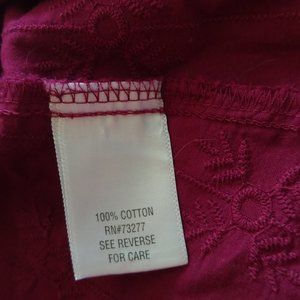 100% COTTON
RN#73277
SEE REVERSE
FOR CARE